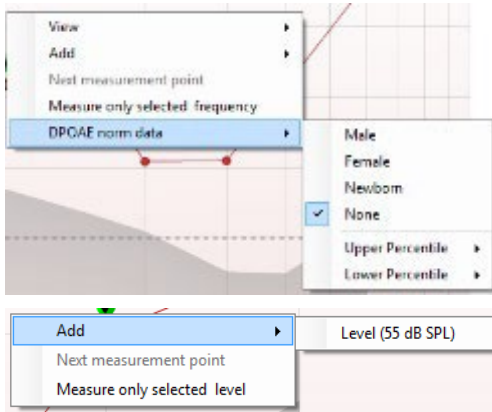 View
Add
Next measurement point
Measure only selected frequency
DPOAE norm data
Male
Female
Newborn
None
Upper Percentile
Lower Percentile
Add
Level (55 dB SPL)
Next measurement point
Measure only selected level